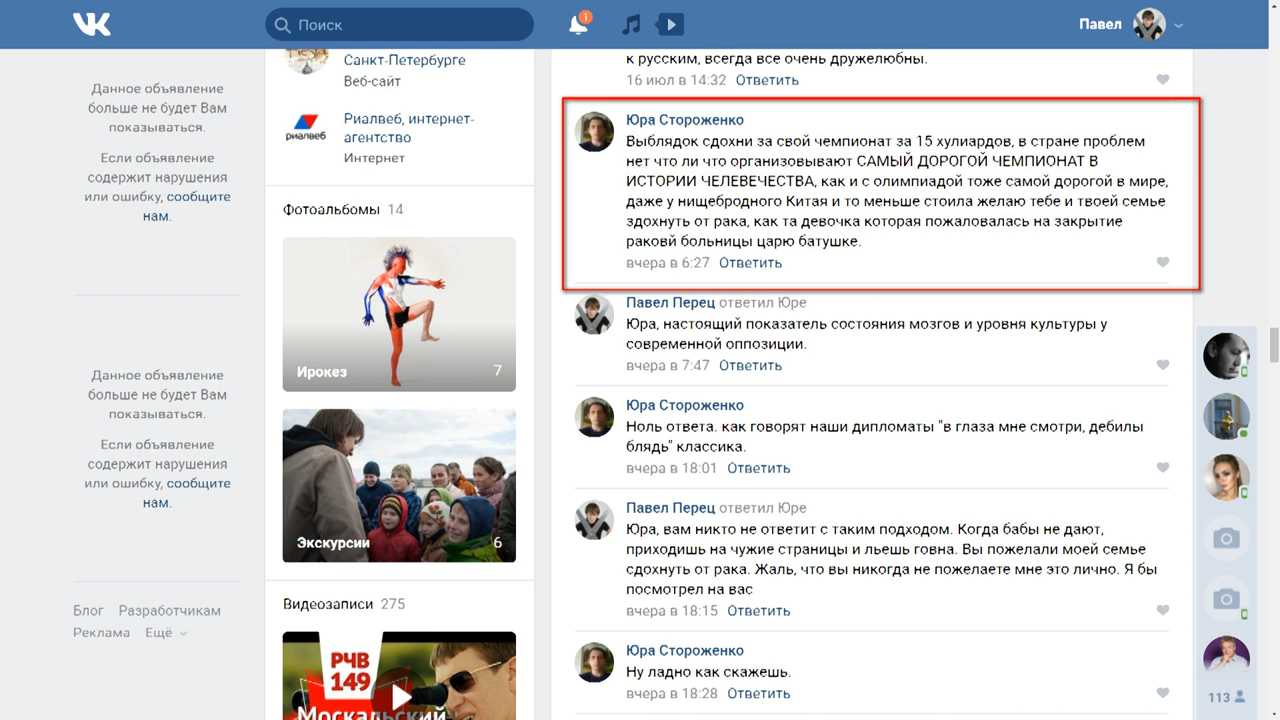 Поиск
1
Павел
Данное объявление
больше не будет Вам
показываться.
Если объявление
содержит нарушения
или ошибку, сообщите
нам.
Данное объявление
больше не будет Вам
показываться.
Если объявление
содержит нарушения
или ошибку, сообщите
нам.
Блог Разработчикам
Реклама Ещё
Санкт-Петербурге
Веб-сайт
риалвеб
Риалвеб, интернет-
агентство
Интернет
Фотоальбомы 14
Ирокез 7
Экскурсии 6
Видеозаписи 275
РЧВ
149
Москальский
к русским, всегда все очень дружелюбны.
16 июл в 14:32 Ответить
Юра Стороженко
Выблядок сдохни за свой чемпионат за 15 хулиардов, в стране проблем
нет что ли что организовывают САМЫЙ ДОРОГОЙ ЧЕМПИОНАТ В
ИСТОРИИ ЧЕЛЕВЕЧЕСТВА, как и с олимпиадой тоже самой дорогой в мире,
даже у нищебродного Китая и то меньше стоила желаю тебе и твоей семье
здохнуть от рака, как та девочка которая пожаловалась на закрытие
раковй больницы царю батушке.
вчера в 6:27 Ответить
Павел Перец ответил Юре
Юра, настоящий показатель состояния мозгов и уровня культуры у
современной оппозиции.
вчера в 7:47 Ответить
Юра Стороженко
Ноль ответа. как говорят наши дипломаты "в глаза мне смотри, дебилы
блядь" классика.
вчера в 18:01 Ответить
Павел Перец ответил Юре
Юра, вам никто не ответит с таким подходом. Когда бабы не дают,
приходишь на чужие страницы и льешь говна. Вы пожелали моей семье
сдохнуть от рака. Жаль, что вы никогда не пожелаете мне это лично. Я бы
посмотрел на вас
вчера в 18:15 Ответить
Юра Стороженко
Ну ладно как скажешь.
вчера в 18:28 Ответить
113